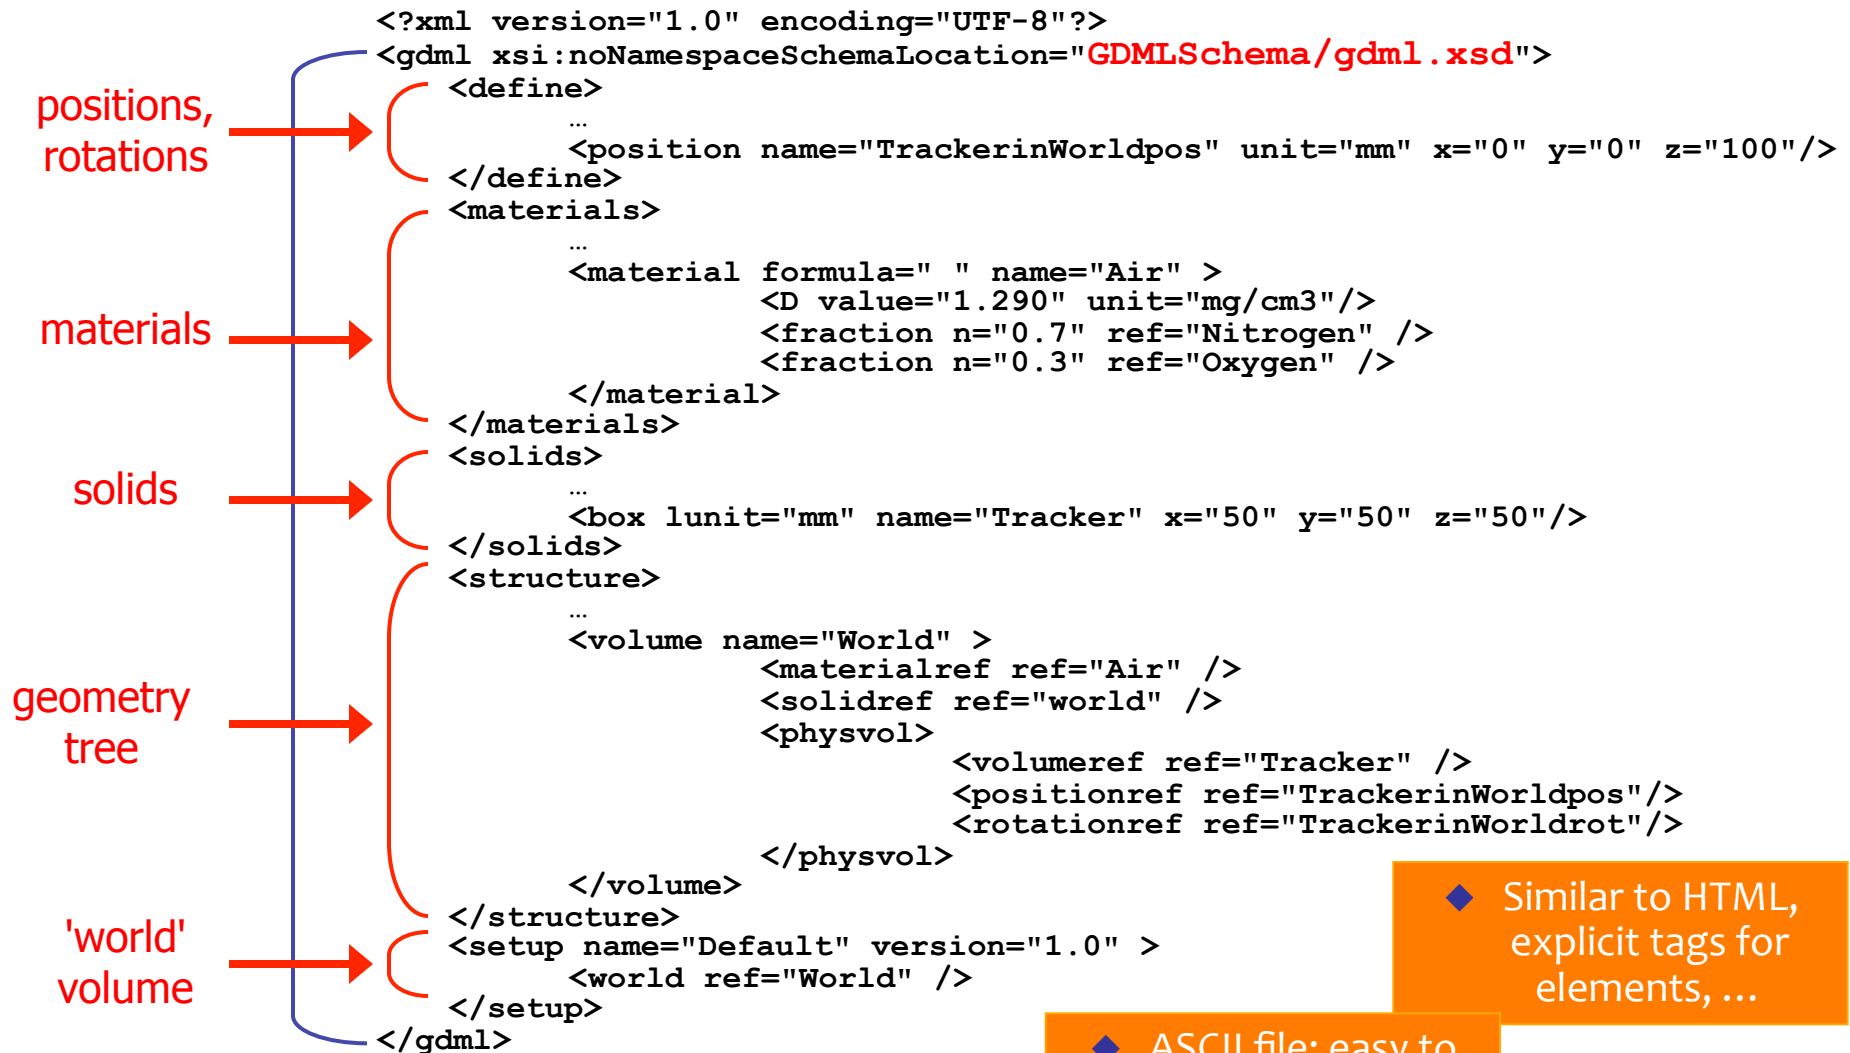 <?xml version="1.0" encoding="UTF-8"?>
<gdml xsi:noNamespaceSchemaLocation="GDMLSchema/gdml.xsd">
positions,
rotations
<define>
…
<position name="TrackerinWorldpos" unit="mm" x="0" y="0" z="100"/>
</define>
materials
<materials>
…
<material formula=" " name="Air" >
<D value="1.290" unit="mg/cm3"/>
<fraction n="0.7" ref="Nitrogen" />
<fraction n="0.3" ref="Oxygen" />
</material>
</materials>
solids
<solids>
…
<box lunit="mm" name="Tracker" x="50" y="50" z="50"/>
</solids>
geometry
tree
<structure>
…
<volume name="World" >
<materialref ref="Air" />
<solidref ref="world" />
<physvol>
<volumeref ref="Tracker" />
<positionref ref="TrackerinWorldpos"/>
<rotationref ref="TrackerinWorldrot"/>
</physvol>
</volume>
</structure>
'world'
volume
<setup name="Default" version="1.0" >
<world ref="World" />
</setup>
</gdml>
Similar to HTML,
explicit tags for
elements, …
ASCII file: easy to